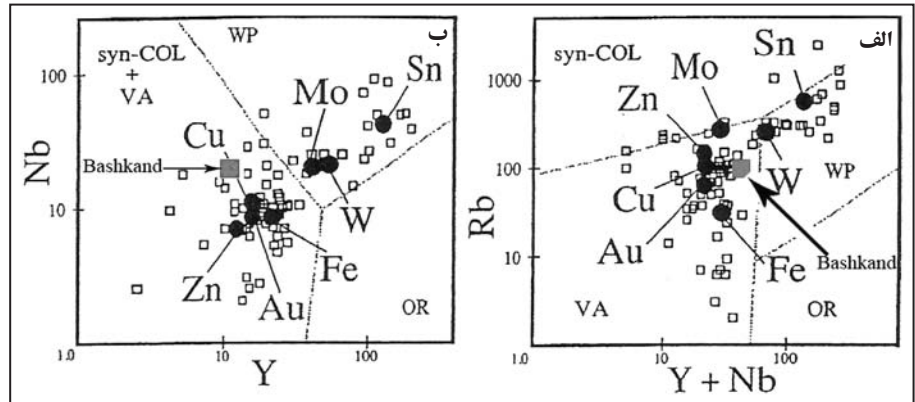 ب
syn-COL
+
VA
WP
Sn
Mo
100
Cu
Bashkand
Nb
W
10
Zn
Au
Fe
OR
1
1.0
10
100
Y
الف
syn-COL
Sn
1000
Mo
Zn
100
W
WP
Cu
Rb
Au
Bashkand
Fe
10
VA
OR
1
1.0
10
100
Y + Nb